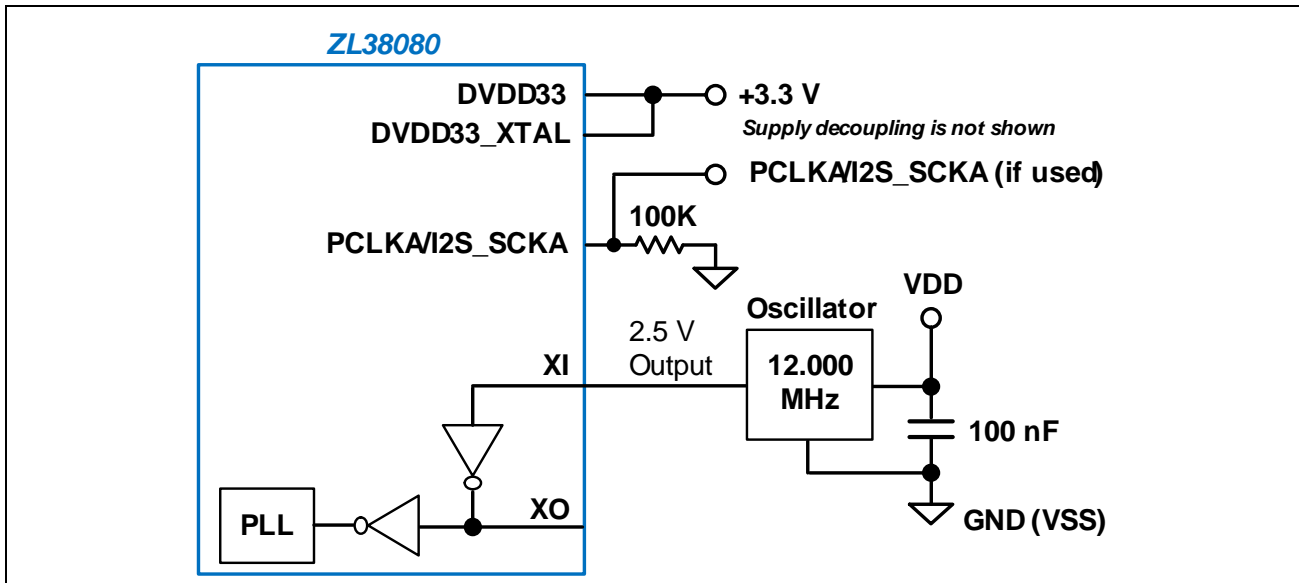 ZL38080
DVDD33
+3.3 V
DVDD33_XTAL
Supply decoupling is not shown
PCLKA/I2S_SCKA (if used)
100K
PCLKA/I2S_SCKA
VDD
Oscillator
2.5 V
Output
XI
12.000
MHz
100 nF
XO
PLL
GND (VSS)